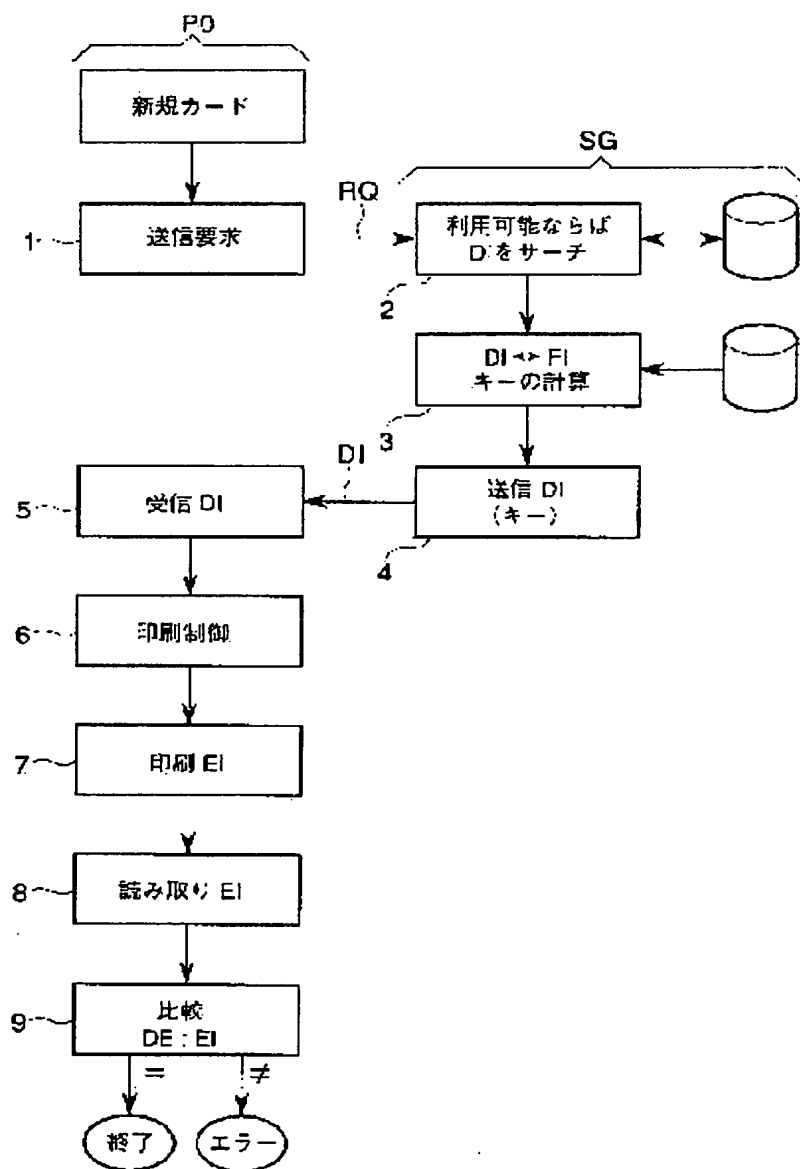 P0
新規カード
SG
RQ
1
送信要求
利用可能ならば
DIをサーチ
2
DI ↔ FI
キーの計算
3
DI
5
受信 DI
送信 DI
(キー)
4
6
印刷制御
7
印刷 EI
8
読み取り EI
9
比較
DE : EI
=
≠
終了
エラー